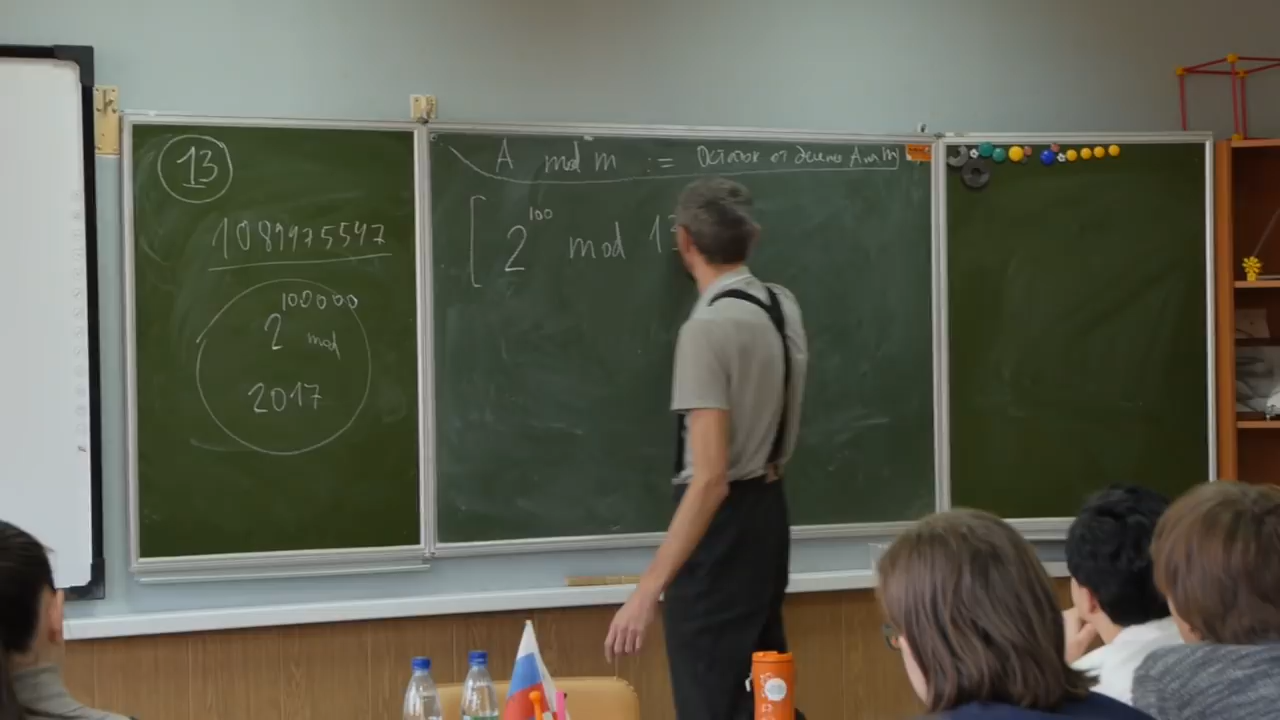 13
1081975547
2^100000 mod
2017
A mod m := Остаток от деления A на m
2^100 mod 13